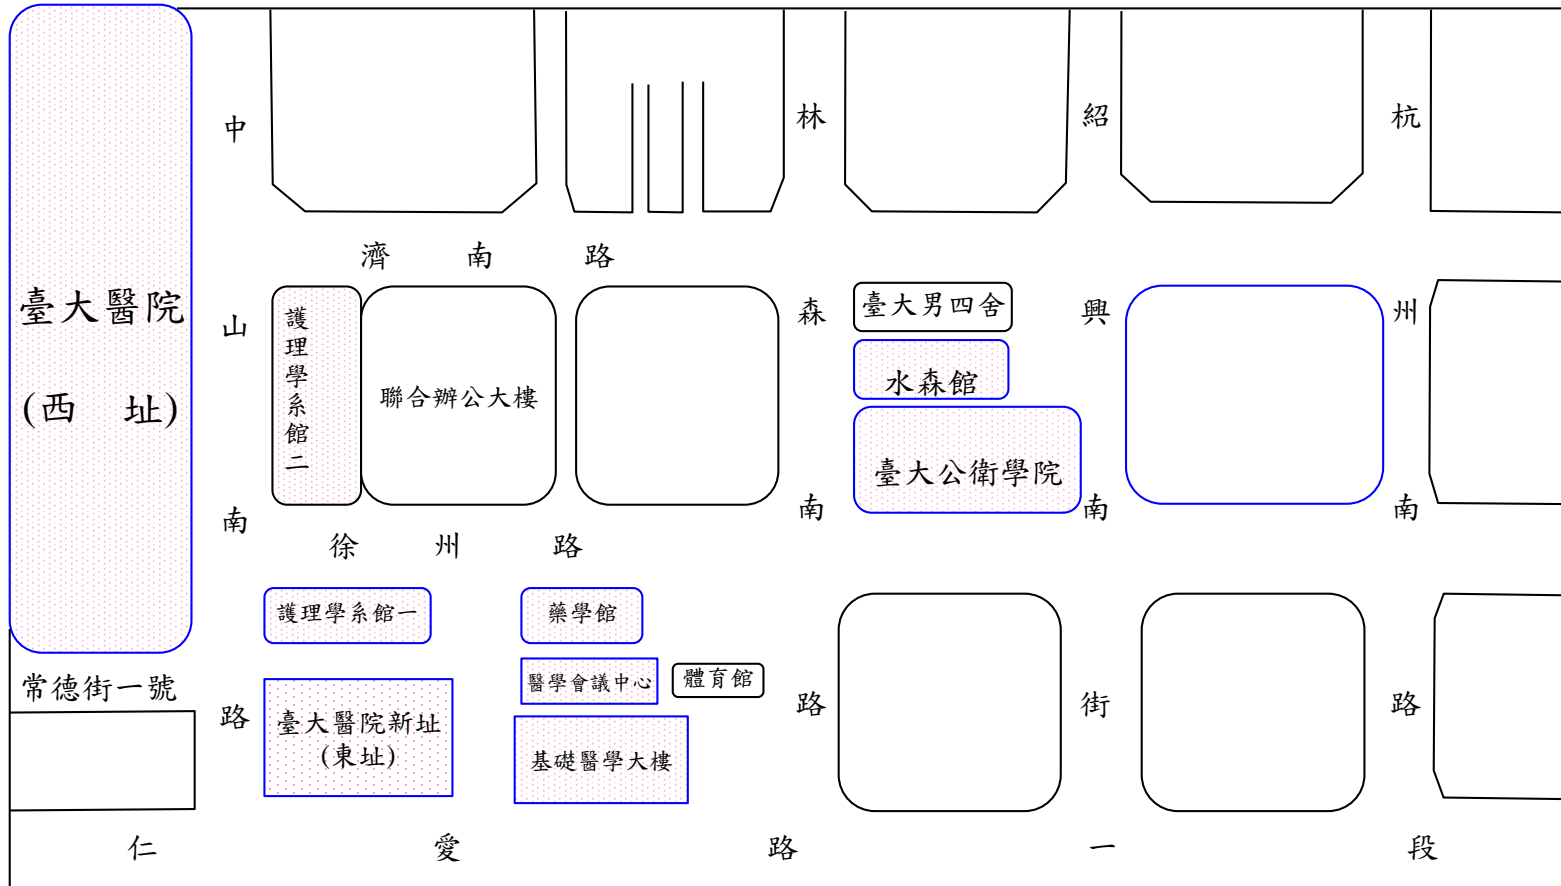 中山南路
林森南路
紹興南街
杭州南路
濟南路
臺大醫院
(西 址)
護理學系館二
聯合辦公大樓
臺大男四舍
水森館
臺大公衛學院
徐州路
護理學系館一
藥學館
醫學會議中心
體育館
常德街一號
臺大醫院新址
(東址)
基礎醫學大樓
仁愛路一段